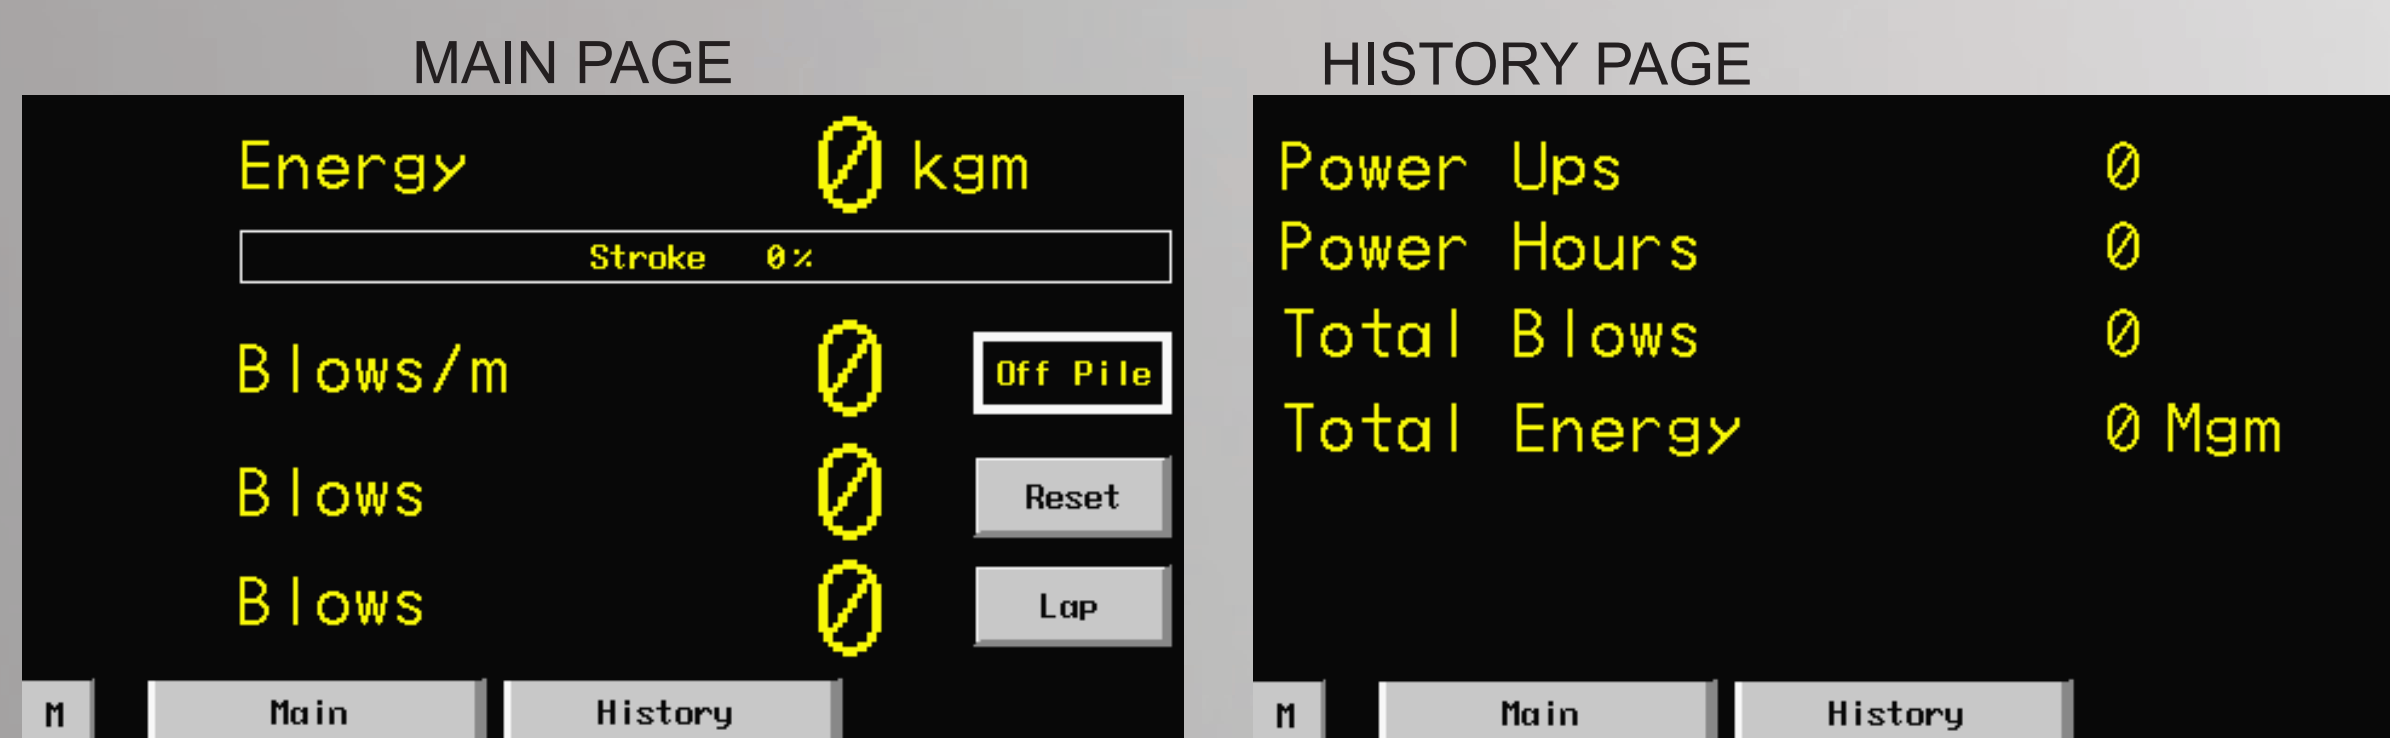 MAIN PAGE
Energy 0 kgm
Stroke 0%
Blows/m 0 Off Pile
Blows 0 Reset
Blows 0 Lap
M Main History
HISTORY PAGE
Power Ups 0
Power Hours 0
Total Blows 0
Total Energy 0 Mgm
M Main History